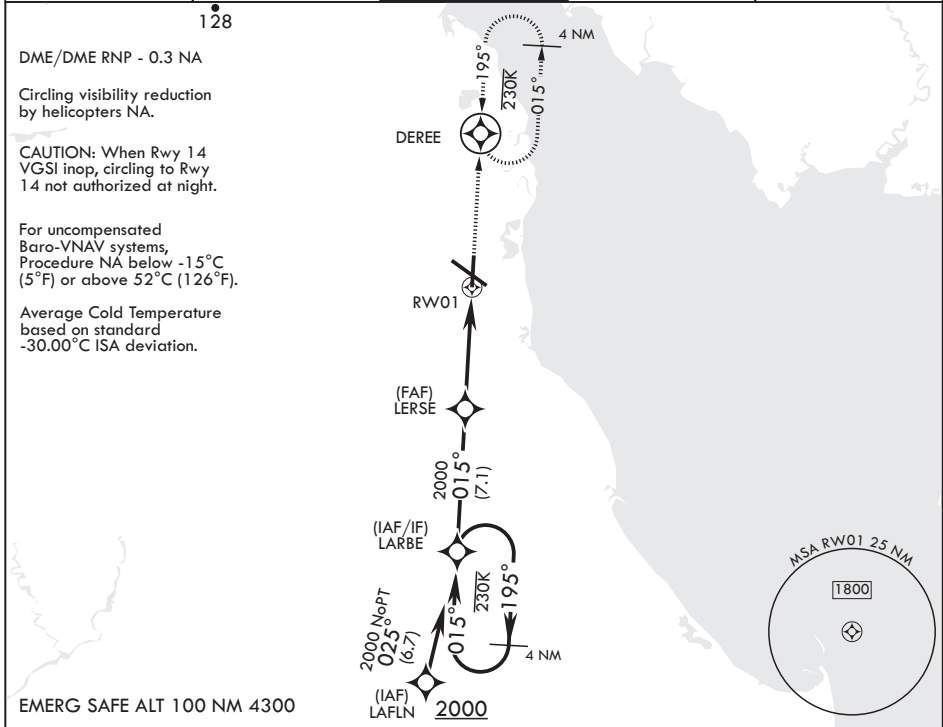 128
DME/DME RNP - 0.3 NA
Circling visibility reduction
by helicopters NA.
CAUTION: When Rwy 14
VGSI inop, circling to Rwy
14 not authorized at night.
For uncompensated
Baro-VNAV systems,
Procedure NA below -15°C
(5°F) or above 52°C (126°F).
Average Cold Temperature
based on standard
-30.00°C ISA deviation.
4 NM
195°
230K
015°
DEREE
RW01
(FAF)
LERSE
2000
015°
(7.1)
(IAF/IF)
LARBE
195°
230K
015°
4 NM
2000 NoPT
025°
(6.7)
(IAF)
LAFLN
2000
MSA RW01 25 NM
1800
EMERG SAFE ALT 100 NM 4300